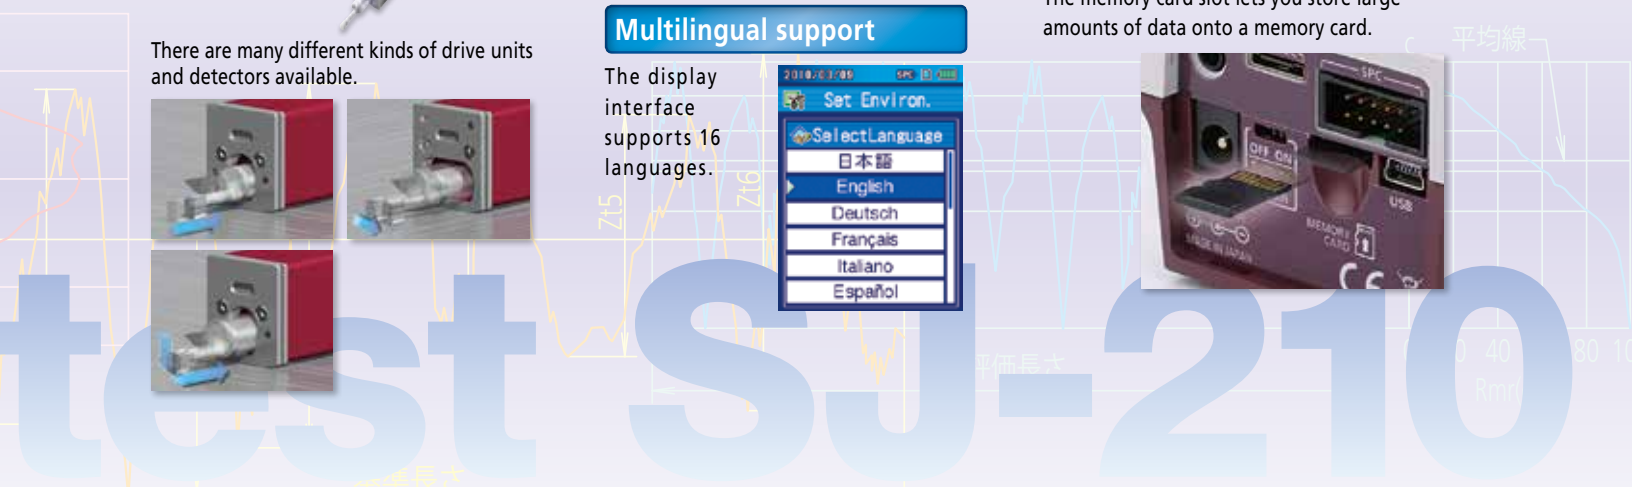 There are many different kinds of drive units
and detectors available.
Multilingual support
The display
interface
supports 16
languages.
2010/03/09 SPC
Set Environ.
SelectLanguage
日本語
English
Deutsch
Français
Italiano
Español
The memory card slot lets you store large
amounts of data onto a memory card.
SPC
OFF ON
USB
MEMORY
CARD
MADE IN JAPAN
CE
平均線
c
Zt5
Zt6
評価長さ
0 40 80
Rmr(
test SJ-210